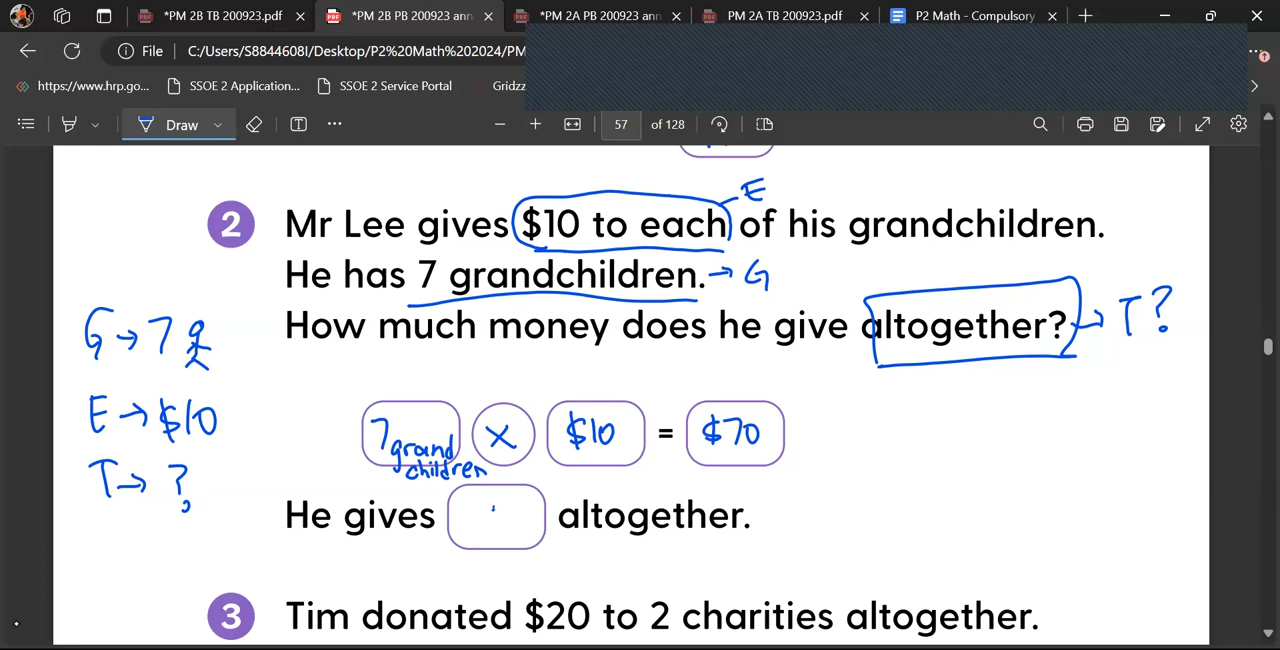 *PM 2B TB 200923.pdf
*PM 2B PB 200923 ann
*PM 2A PB 200923 ann
PM 2A TB 200923.pdf
P2 Math - Compulsory
File
C:/Users/S8844608I/Desktop/P2%20Math%202024/PM
https://www.hrp.go...
SSOE 2 Application...
SSOE 2 Service Portal
Gridzz
Draw
57 of 128
E
2 Mr Lee gives $10 to each of his grandchildren.
He has 7 grandchildren. → G
How much money does he give altogether? → T?
G → 7
E → $10
T → ?
7 grand children × $10 = $70
He gives altogether.
3 Tim donated $20 to 2 charities altogether.